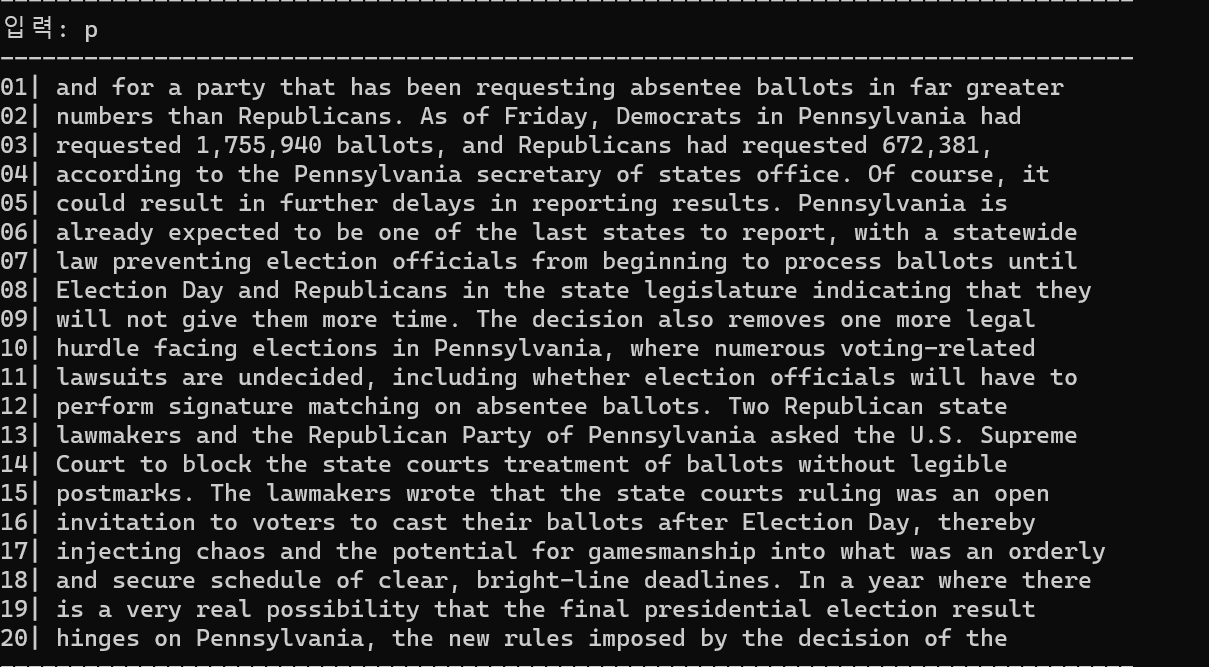 입력: p
01| and for a party that has been requesting absentee ballots in far greater
02| numbers than Republicans. As of Friday, Democrats in Pennsylvania had
03| requested 1,755,940 ballots, and Republicans had requested 672,381,
04| according to the Pennsylvania secretary of states office. Of course, it
05| could result in further delays in reporting results. Pennsylvania is
06| already expected to be one of the last states to report, with a statewide
07| law preventing election officials from beginning to process ballots until
08| Election Day and Republicans in the state legislature indicating that they
09| will not give them more time. The decision also removes one more legal
10| hurdle facing elections in Pennsylvania, where numerous voting-related
11| lawsuits are undecided, including whether election officials will have to
12| perform signature matching on absentee ballots. Two Republican state
13| lawmakers and the Republican Party of Pennsylvania asked the U.S. Supreme
14| Court to block the state courts treatment of ballots without legible
15| postmarks. The lawmakers wrote that the state courts ruling was an open
16| invitation to voters to cast their ballots after Election Day, thereby
17| injecting chaos and the potential for gamesmanship into what was an orderly
18| and secure schedule of clear, bright-line deadlines. In a year where there
19| is a very real possibility that the final presidential election result
20| hinges on Pennsylvania, the new rules imposed by the decision of the